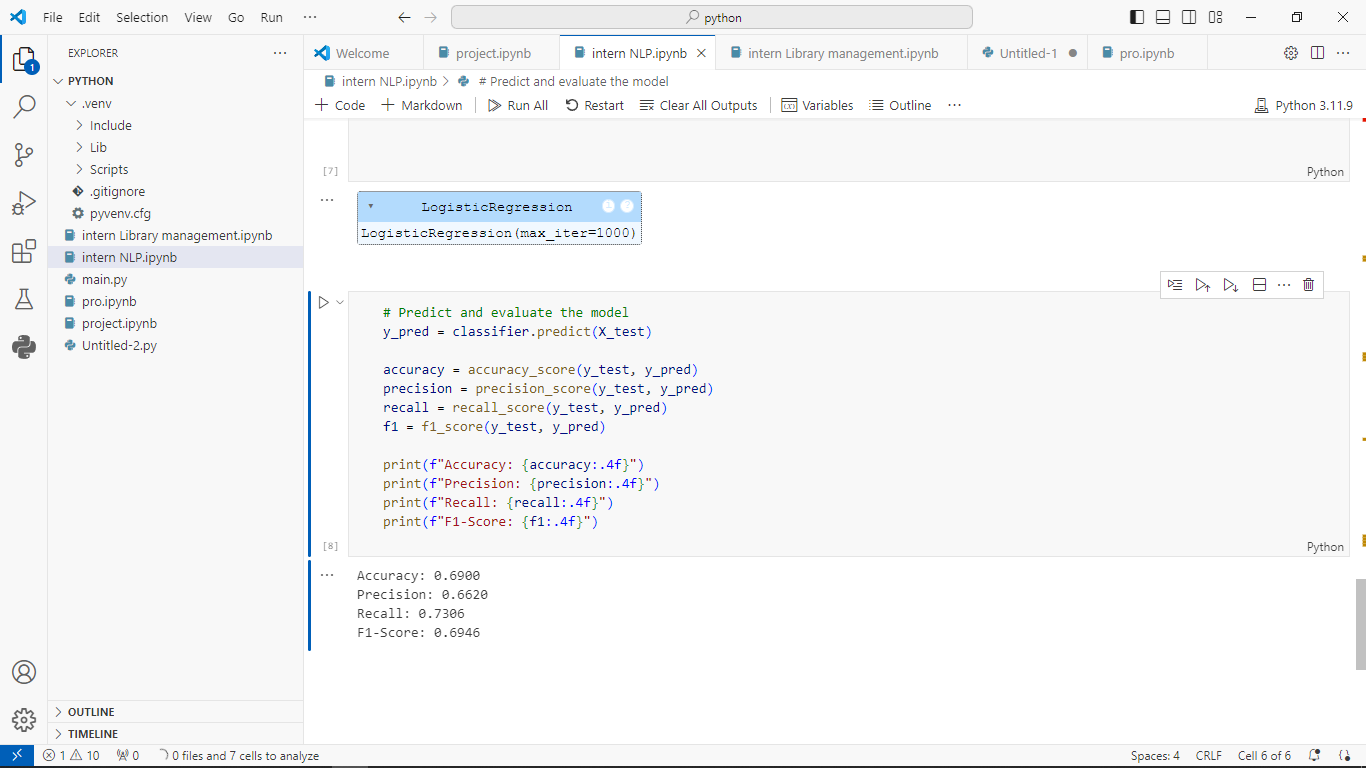 File Edit Selection View Go Run ···
python
EXPLORER ···
PYTHON
.venv
Include
Lib
Scripts
.gitignore
pyvenv.cfg
intern Library management.ipynb
intern NLP.ipynb
main.py
pro.ipynb
project.ipynb
Untitled-2.py
OUTLINE
TIMELINE
1
Welcome project.ipynb intern NLP.ipynb intern Library management.ipynb Untitled-1 pro.ipynb
intern NLP.ipynb > # Predict and evaluate the model
+ Code + Markdown Run All Restart Clear All Outputs Variables Outline ··· Python 3.11.9
[7] Python
LogisticRegression
LogisticRegression(max_iter=1000)
# Predict and evaluate the model
y_pred = classifier.predict(X_test)
accuracy = accuracy_score(y_test, y_pred)
precision = precision_score(y_test, y_pred)
recall = recall_score(y_test, y_pred)
f1 = f1_score(y_test, y_pred)
print(f"Accuracy: {accuracy:.4f}")
print(f"Precision: {precision:.4f}")
print(f"Recall: {recall:.4f}")
print(f"F1-Score: {f1:.4f}")
[8] Python
Accuracy: 0.6900
Precision: 0.6620
Recall: 0.7306
F1-Score: 0.6946
1 10 0 0 files and 7 cells to analyze Spaces: 4 CRLF Cell 6 of 6